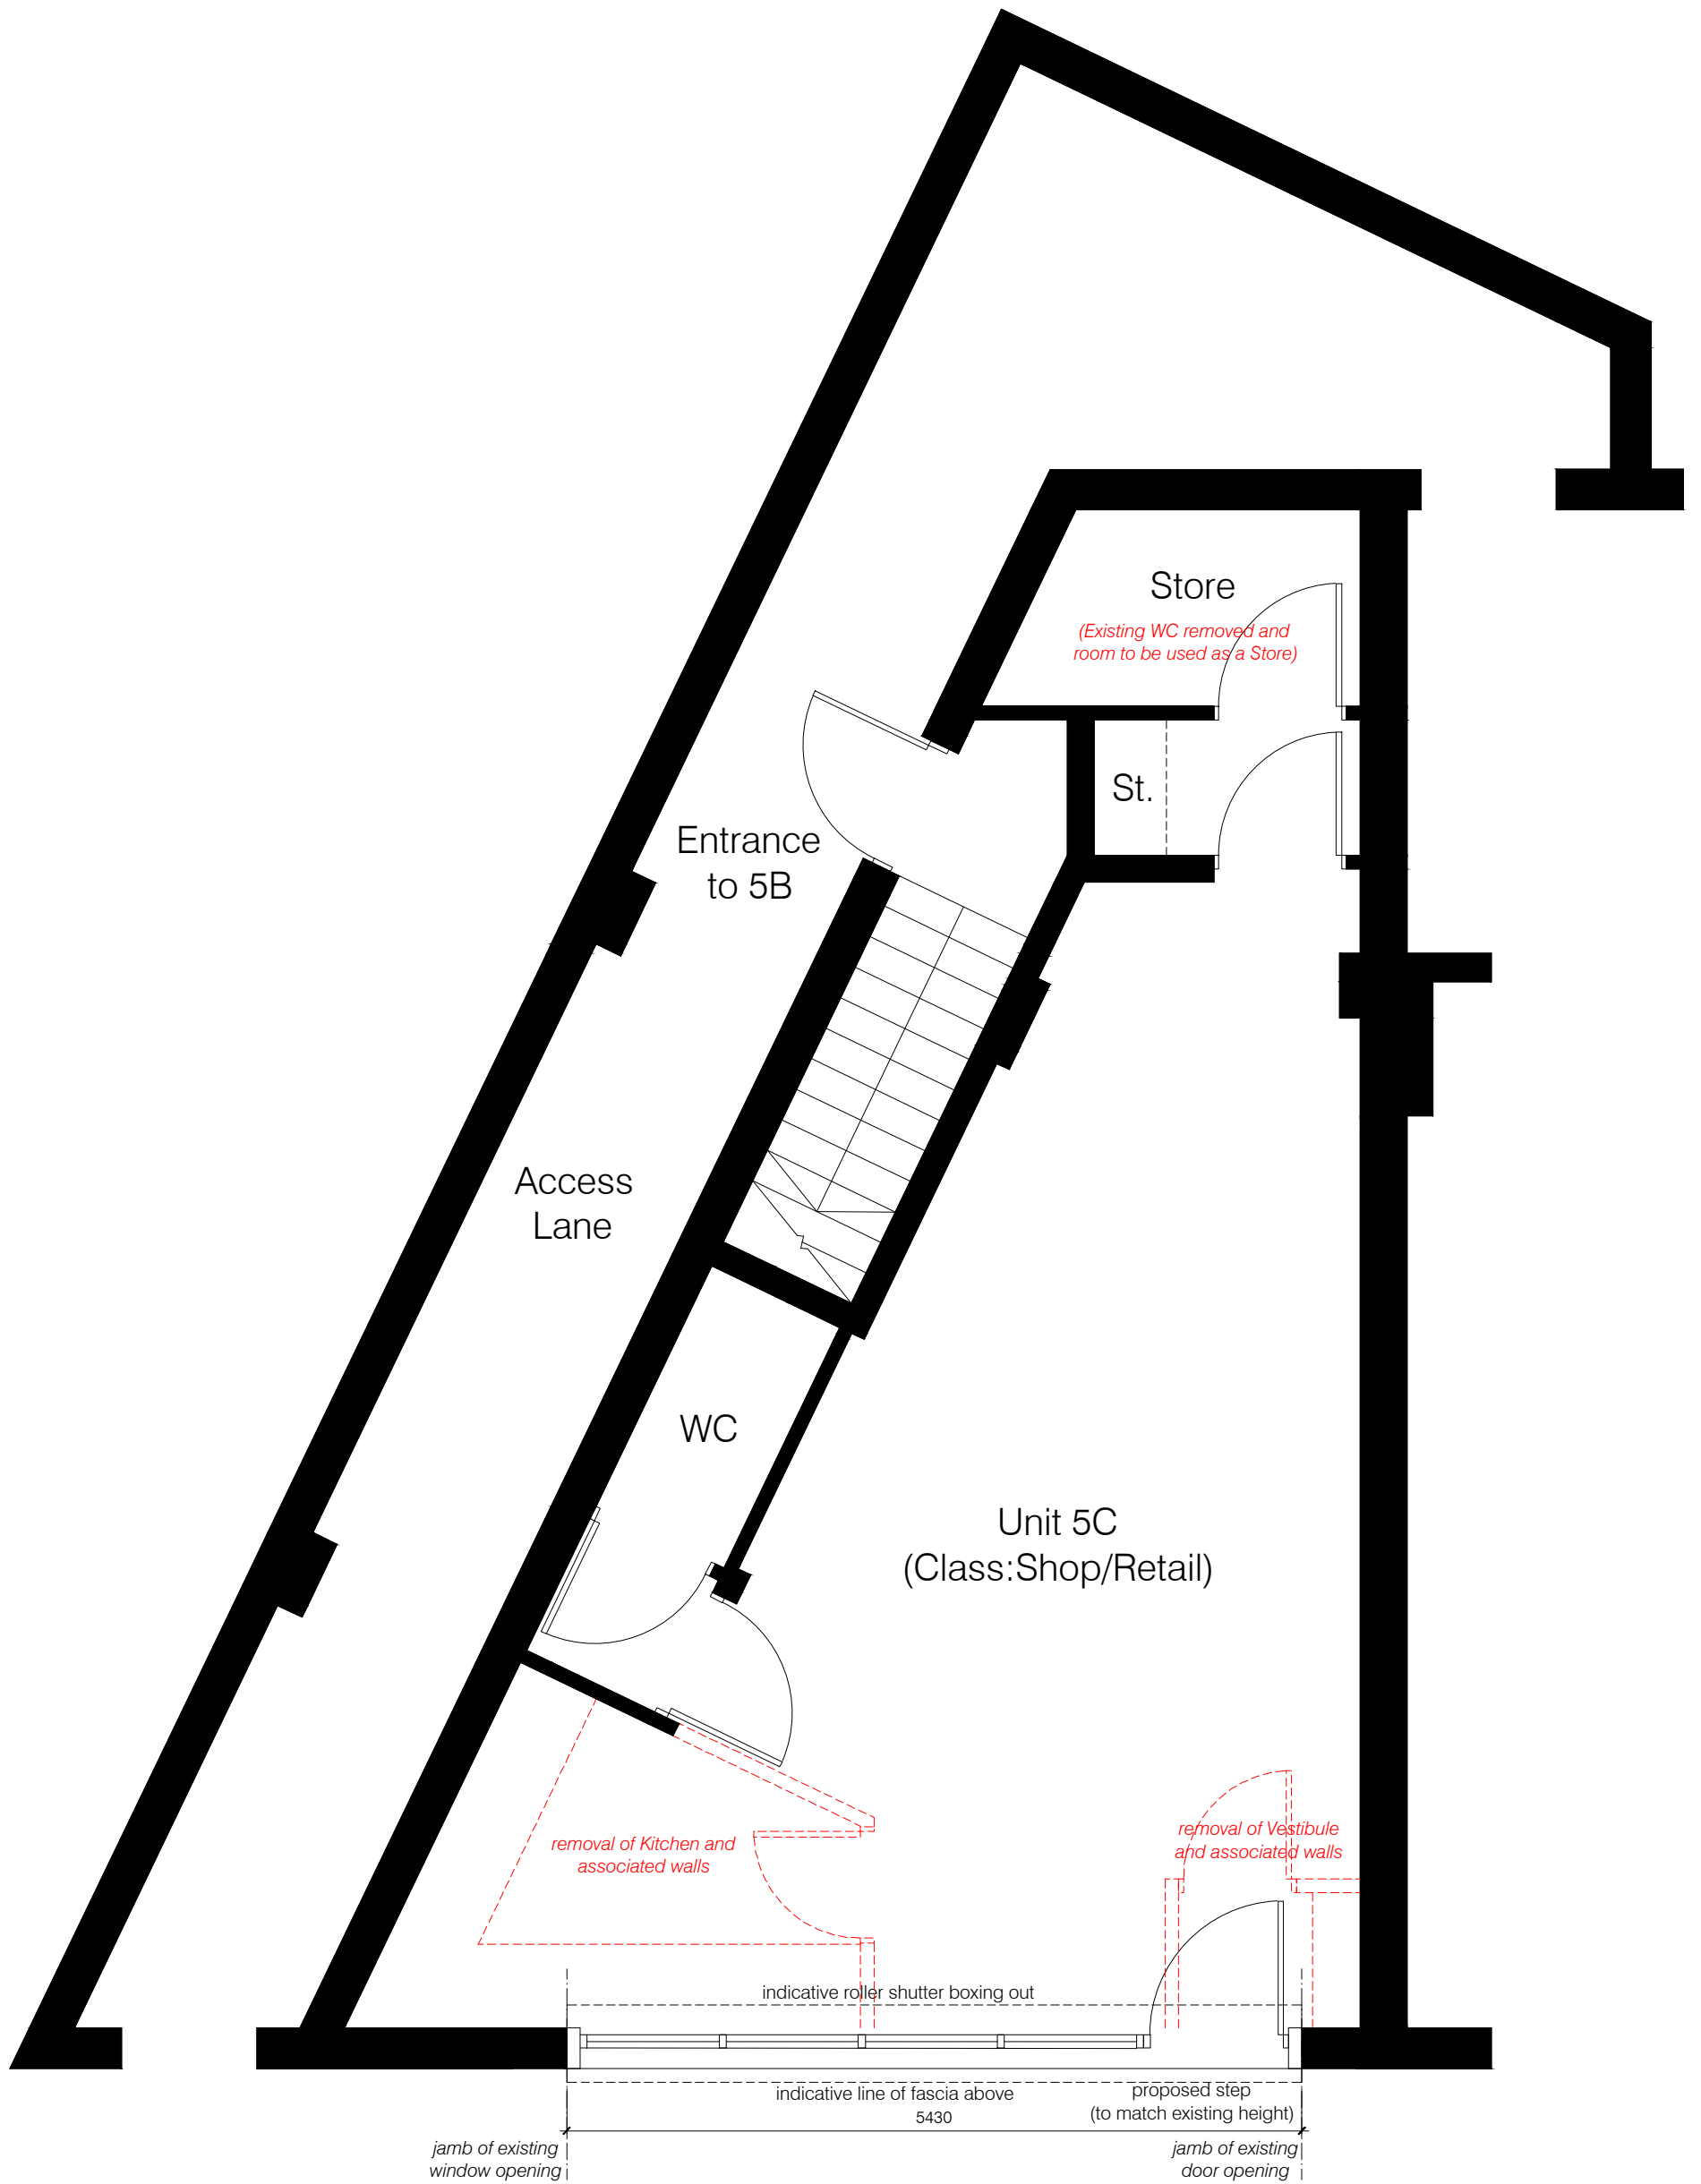 Store
(Existing WC removed and
room to be used as a Store)
St.
Entrance
to 5B
Access
Lane
WC
Unit 5C
(Class:Shop/Retail)
removal of Kitchen and
associated walls
removal of Vestibule
and associated walls
indicative roller shutter boxing out
indicative line of fascia above
5430
proposed step
(to match existing height)
jamb of existing
window opening
jamb of existing
door opening